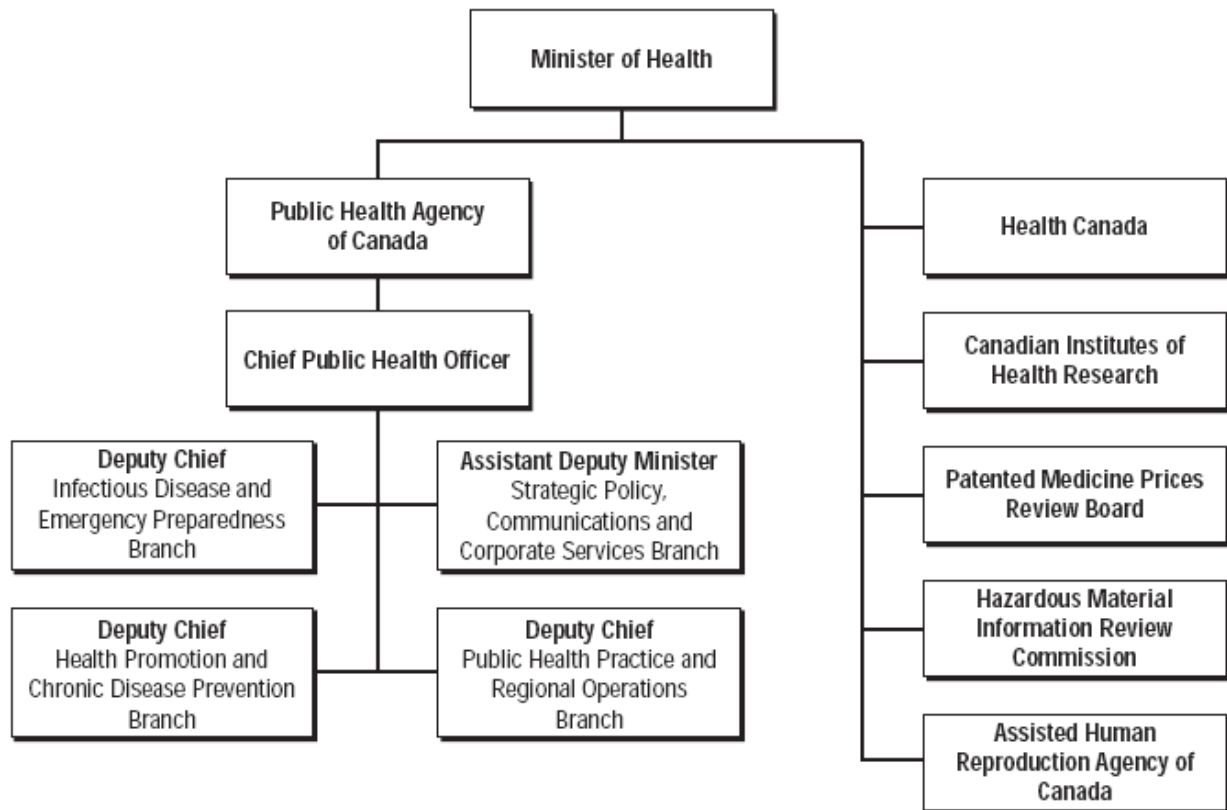 Minister of Health
Public Health Agency
of Canada
Chief Public Health Officer
Deputy Chief
Infectious Disease and
Emergency Preparedness
Branch
Assistant Deputy Minister
Strategic Policy,
Communications and
Corporate Services Branch
Deputy Chief
Health Promotion and
Chronic Disease Prevention
Branch
Deputy Chief
Public Health Practice and
Regional Operations
Branch
Health Canada
Canadian Institutes of
Health Research
Patented Medicine Prices
Review Board
Hazardous Material
Information Review
Commission
Assisted Human
Reproduction Agency of
Canada